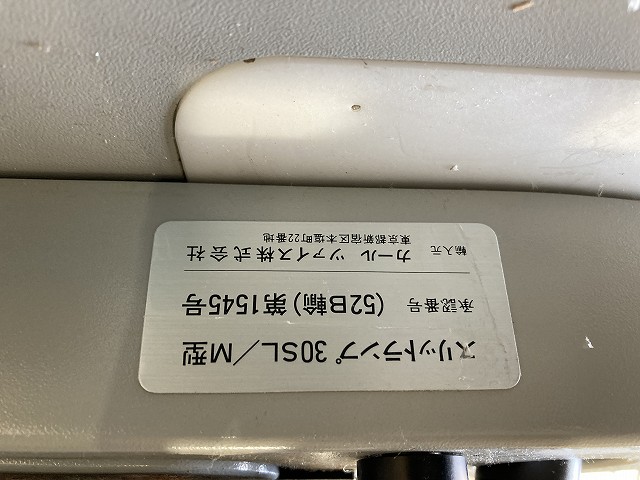 スリットランプ 30SL／M型
承認番号 (52B輸) 第1545号
輸入元 カール ツァイス株式会社
東京都新宿区本塩町22番地